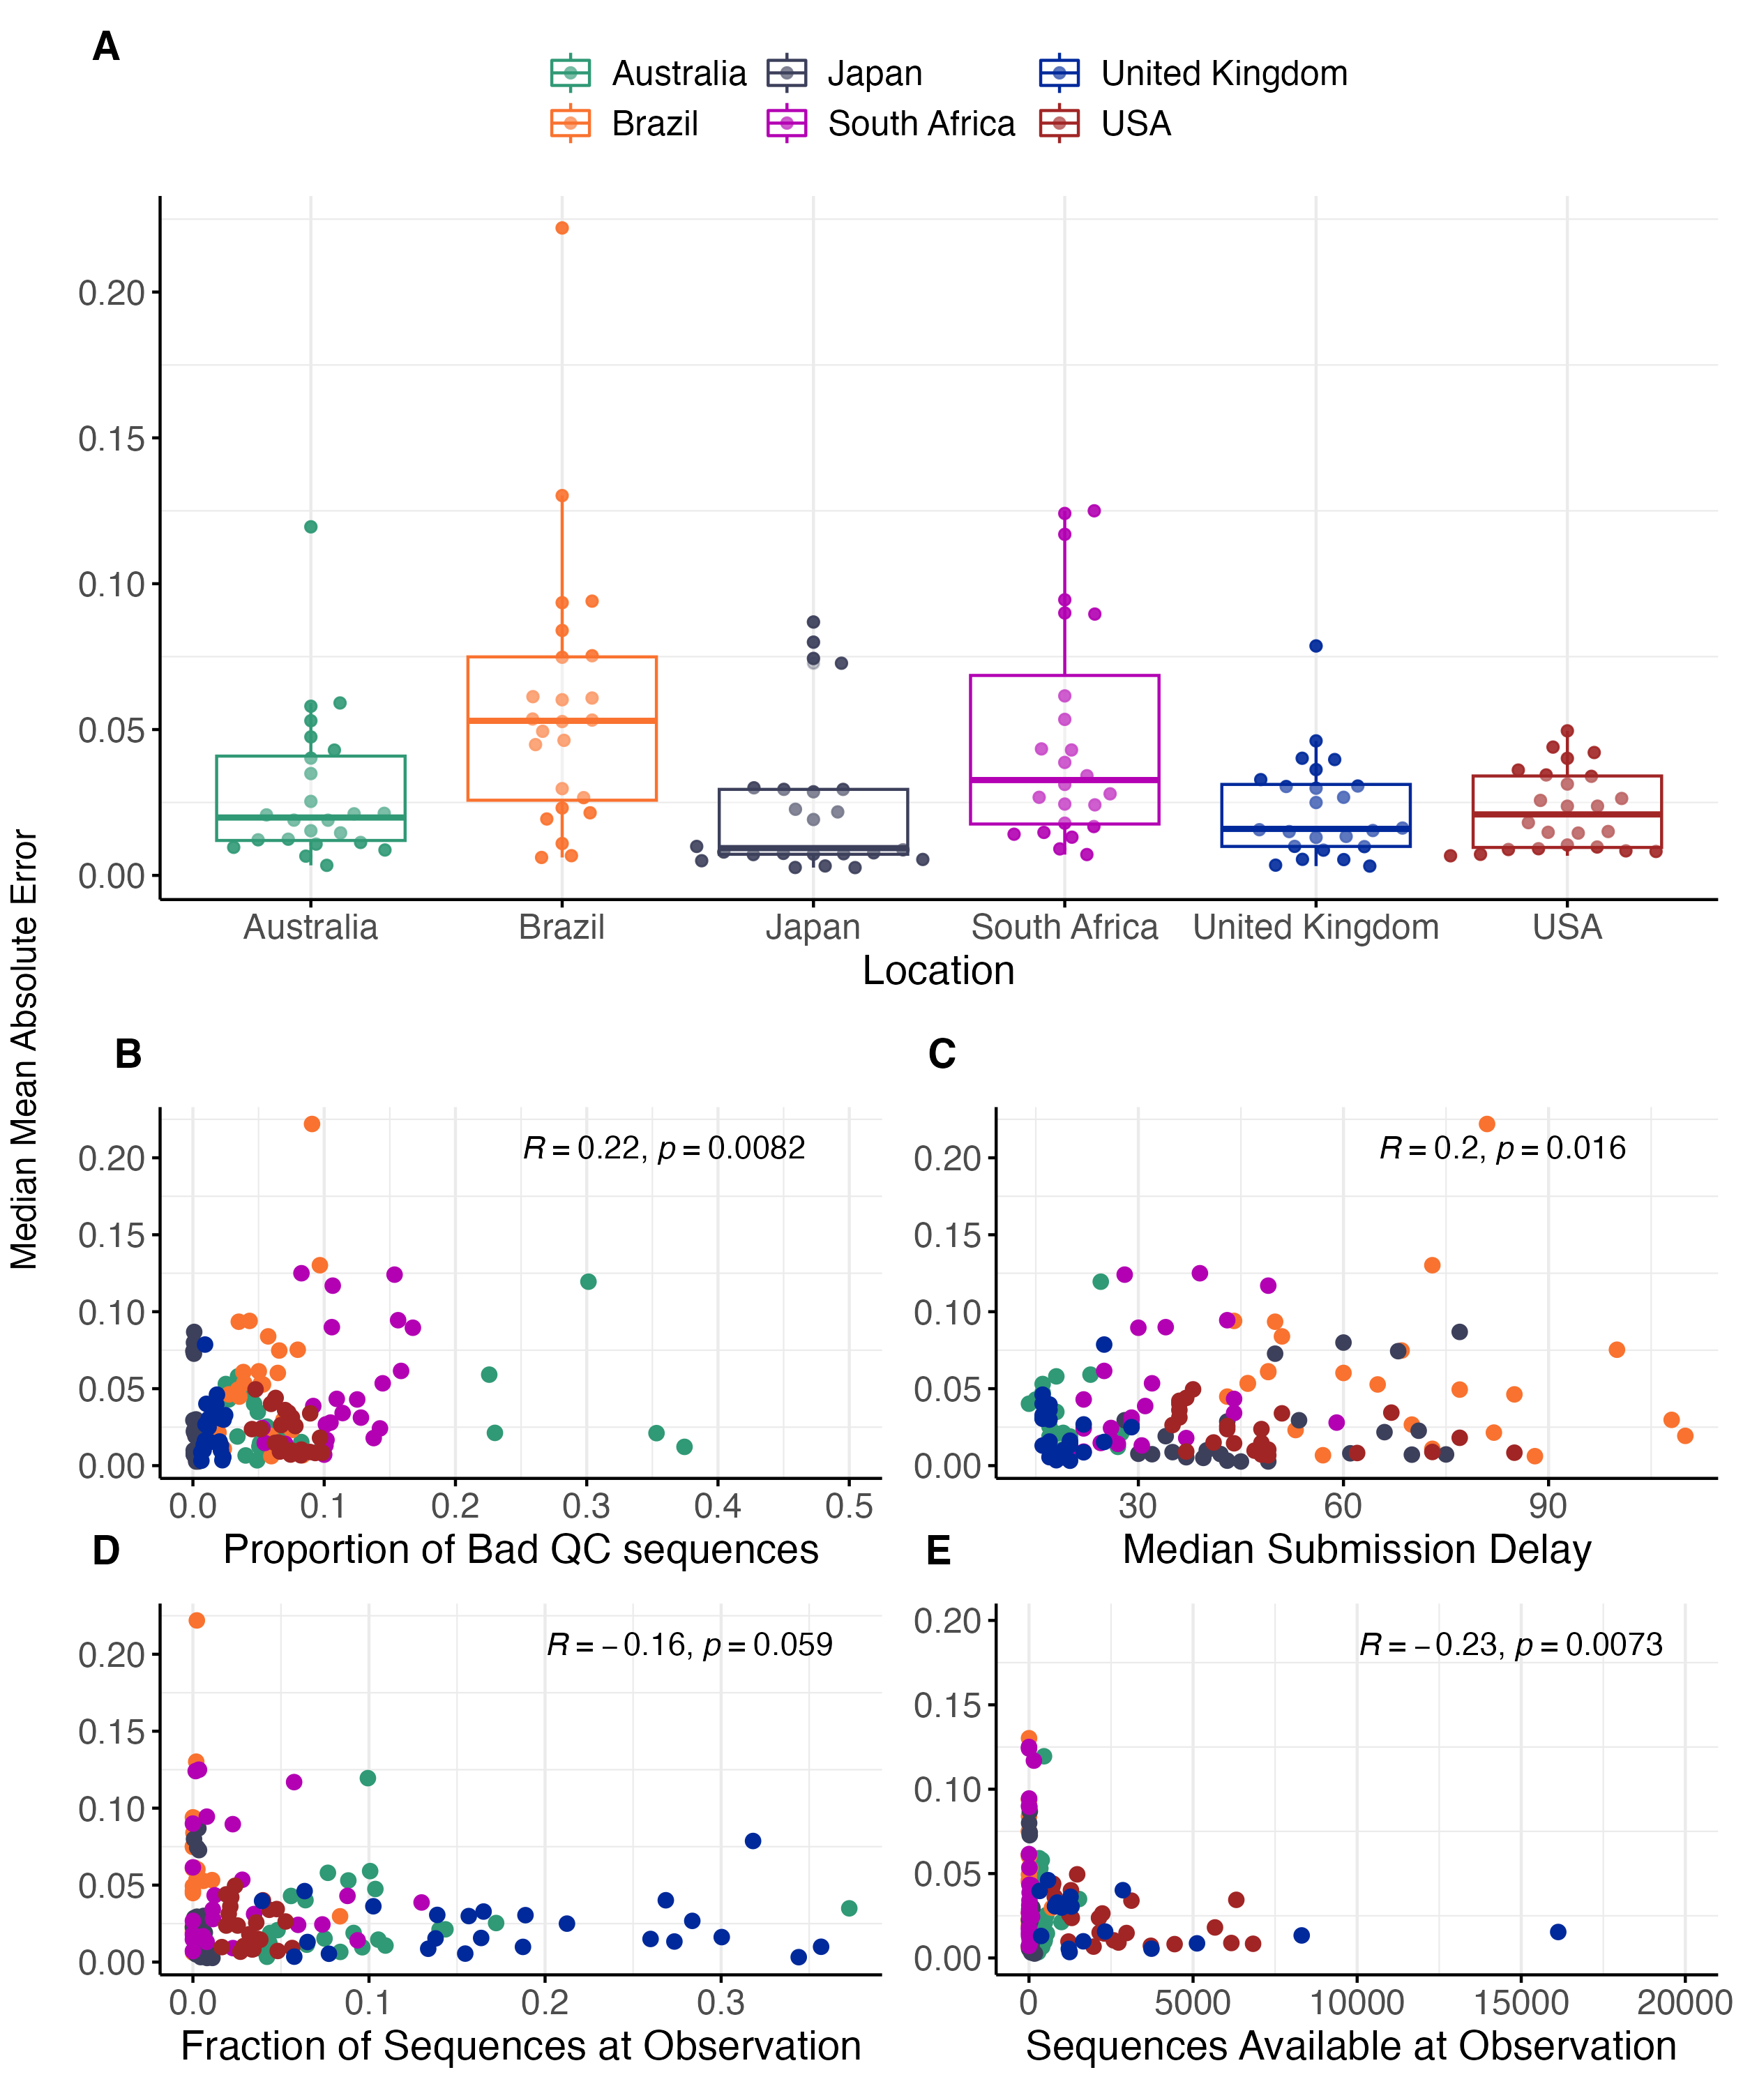 A
Australia Japan United Kingdom
Brazil South Africa USA
Median Mean Absolute Error
0.20
0.15
0.10
0.05
0.00
Australia Brazil Japan South Africa United Kingdom USA
Location
B
R = 0.22, p = 0.0082
0.20
0.15
0.10
0.05
0.00
0.0 0.1 0.2 0.3 0.4 0.5
Proportion of Bad QC sequences
C
R = 0.2, p = 0.016
0.20
0.15
0.10
0.05
0.00
30 60 90
Median Submission Delay
D
R = −0.16, p = 0.059
0.20
0.15
0.10
0.05
0.00
0.0 0.1 0.2 0.3
Fraction of Sequences at Observation
E
R = −0.23, p = 0.0073
0.20
0.15
0.10
0.05
0.00
0 5000 10000 15000 20000
Sequences Available at Observation